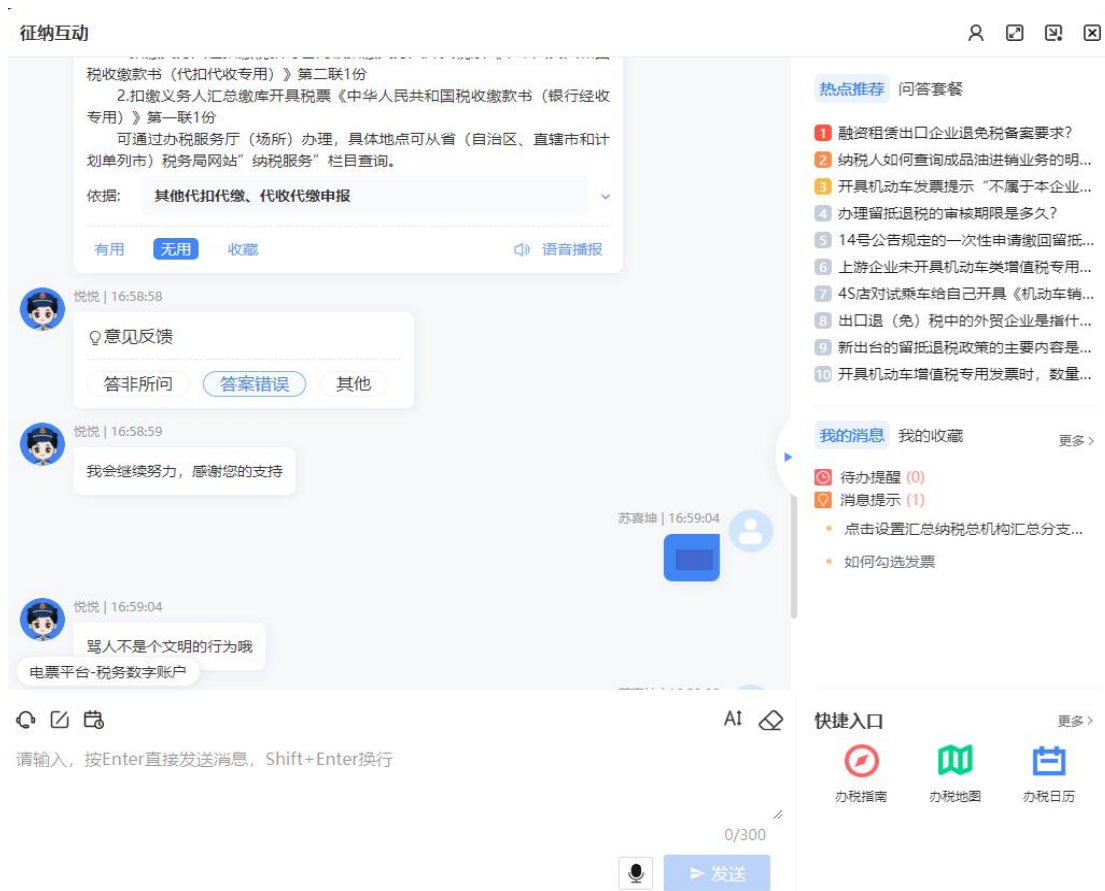 征纳互动
税收缴款书（代扣代收专用）》第二联1份
2.扣缴义务人汇总缴库开具税票《中华人民共和国税收缴款书（银行经收
专用）》第一联1份
可通过办税服务厅（场所）办理，具体地点可从省（自治区、直辖市和计
划单列市）税务局网站“纳税服务”栏目查询。
依据: 其他代扣代缴、代收代缴申报
有用 无用 收藏 语音播报
悦悦 | 16:58:58
意见反馈
答非所问 答案错误 其他
悦悦 | 16:58:59
我会继续努力，感谢您的支持
苏喜坤 | 16:59:04
悦悦 | 16:59:04
骂人不是个文明的行为哦
电票平台-税务数字账户
请输入，按Enter直接发送消息，Shift+Enter换行
0/300
发送
热点推荐 问答套餐
1 融资租赁出口企业退免税备案要求？
2 纳税人如何查询成品油进销业务的明...
3 开具机动车发票提示“不属于本企业...
4 办理留抵退税的审核期限是多久？
5 14号公告规定的一次性申请缴回留抵...
6 上游企业未开具机动车类增值税专用...
7 4S店对试乘车给自己开具《机动车销...
8 出口退（免）税中的外贸企业是指什...
9 新出台的留抵退税政策的主要内容是...
10 开具机动车增值税专用发票时，数量...
我的消息 我的收藏 更多 >
待办提醒 (0)
消息提示 (1)
点击设置汇总纳税总机构汇总分支...
如何勾选发票
快捷入口 更多 >
办税指南 办税地图 办税日历